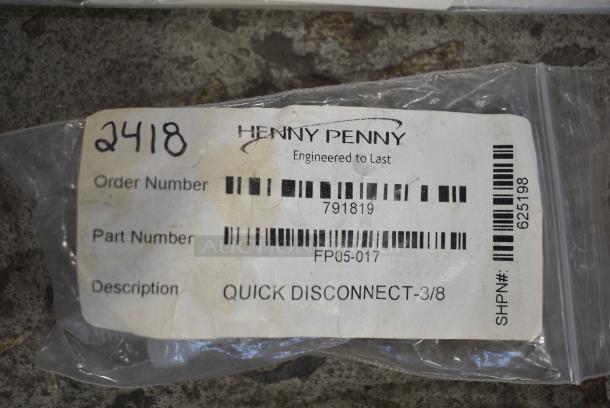 2418
HENNY PENNY
Engineered to Last
Order Number
791819
Part Number
FP05-017
Description QUICK DISCONNECT-3/8
SHPN#: 625198